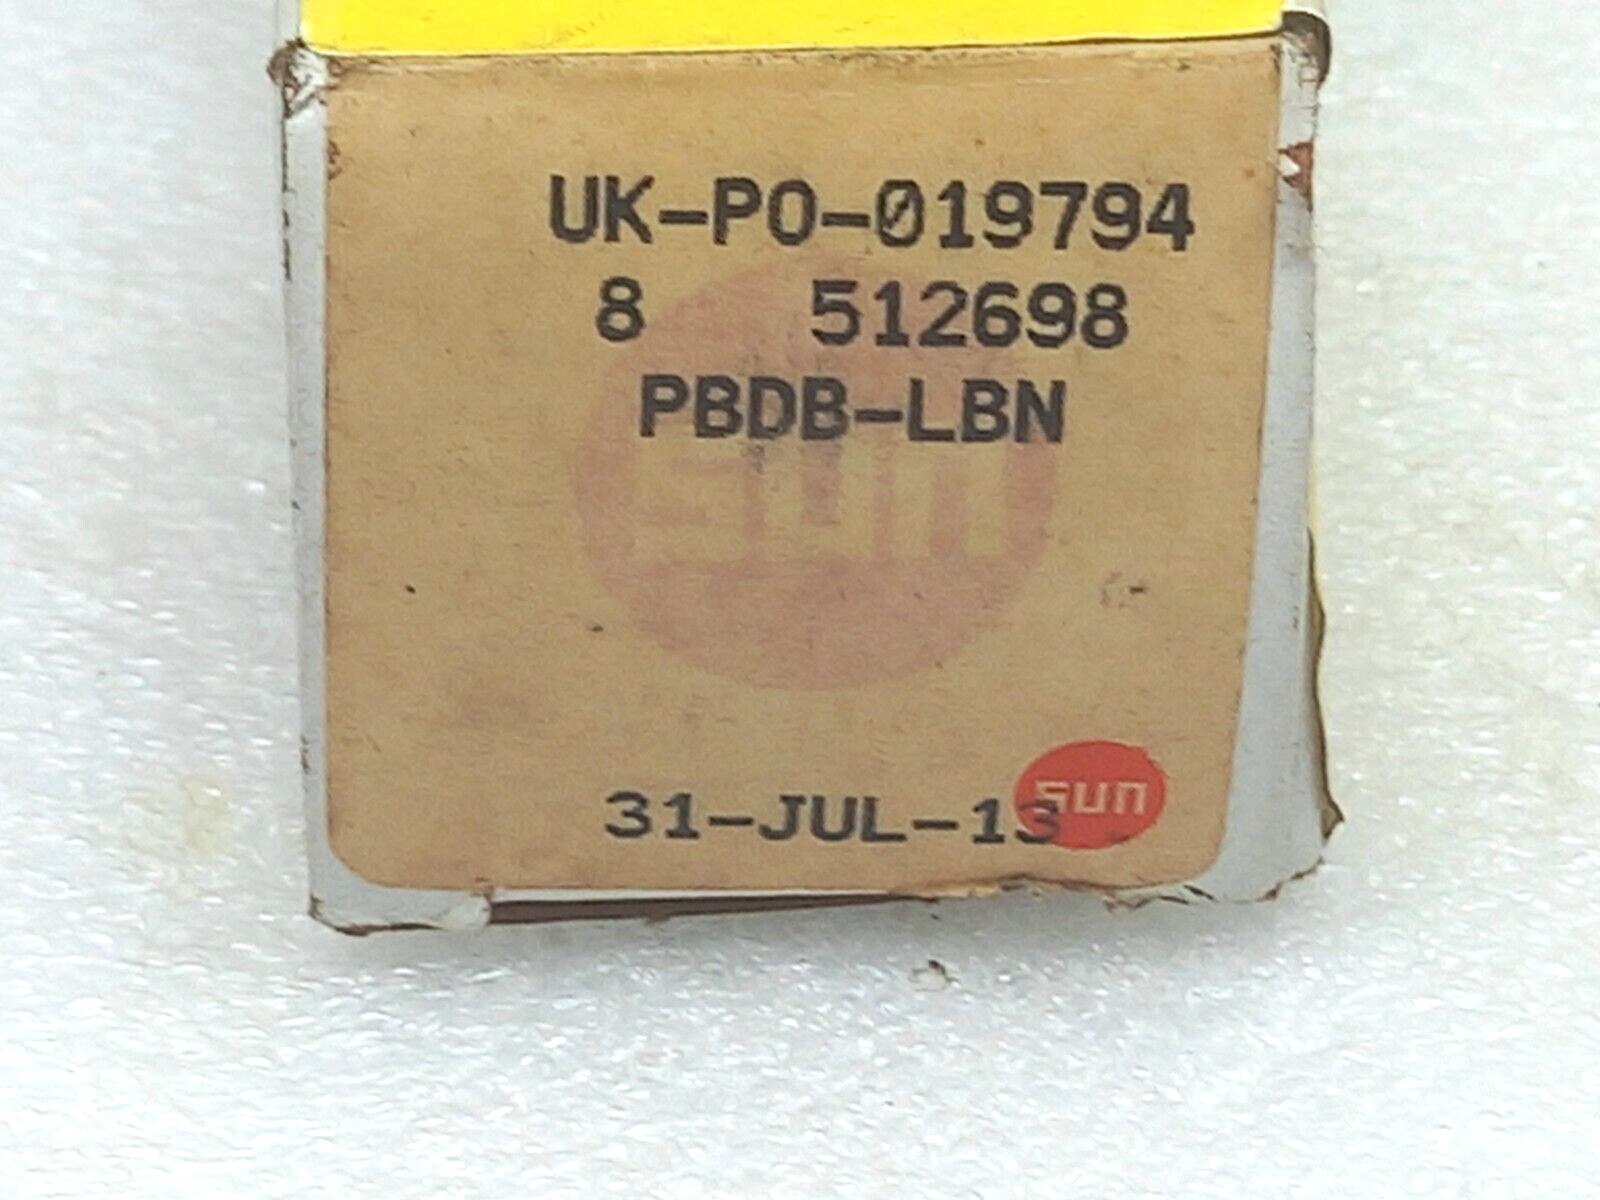 UK-PO-019794
8 512698
PBDB-LBN
sun
31-JUL-13
sun